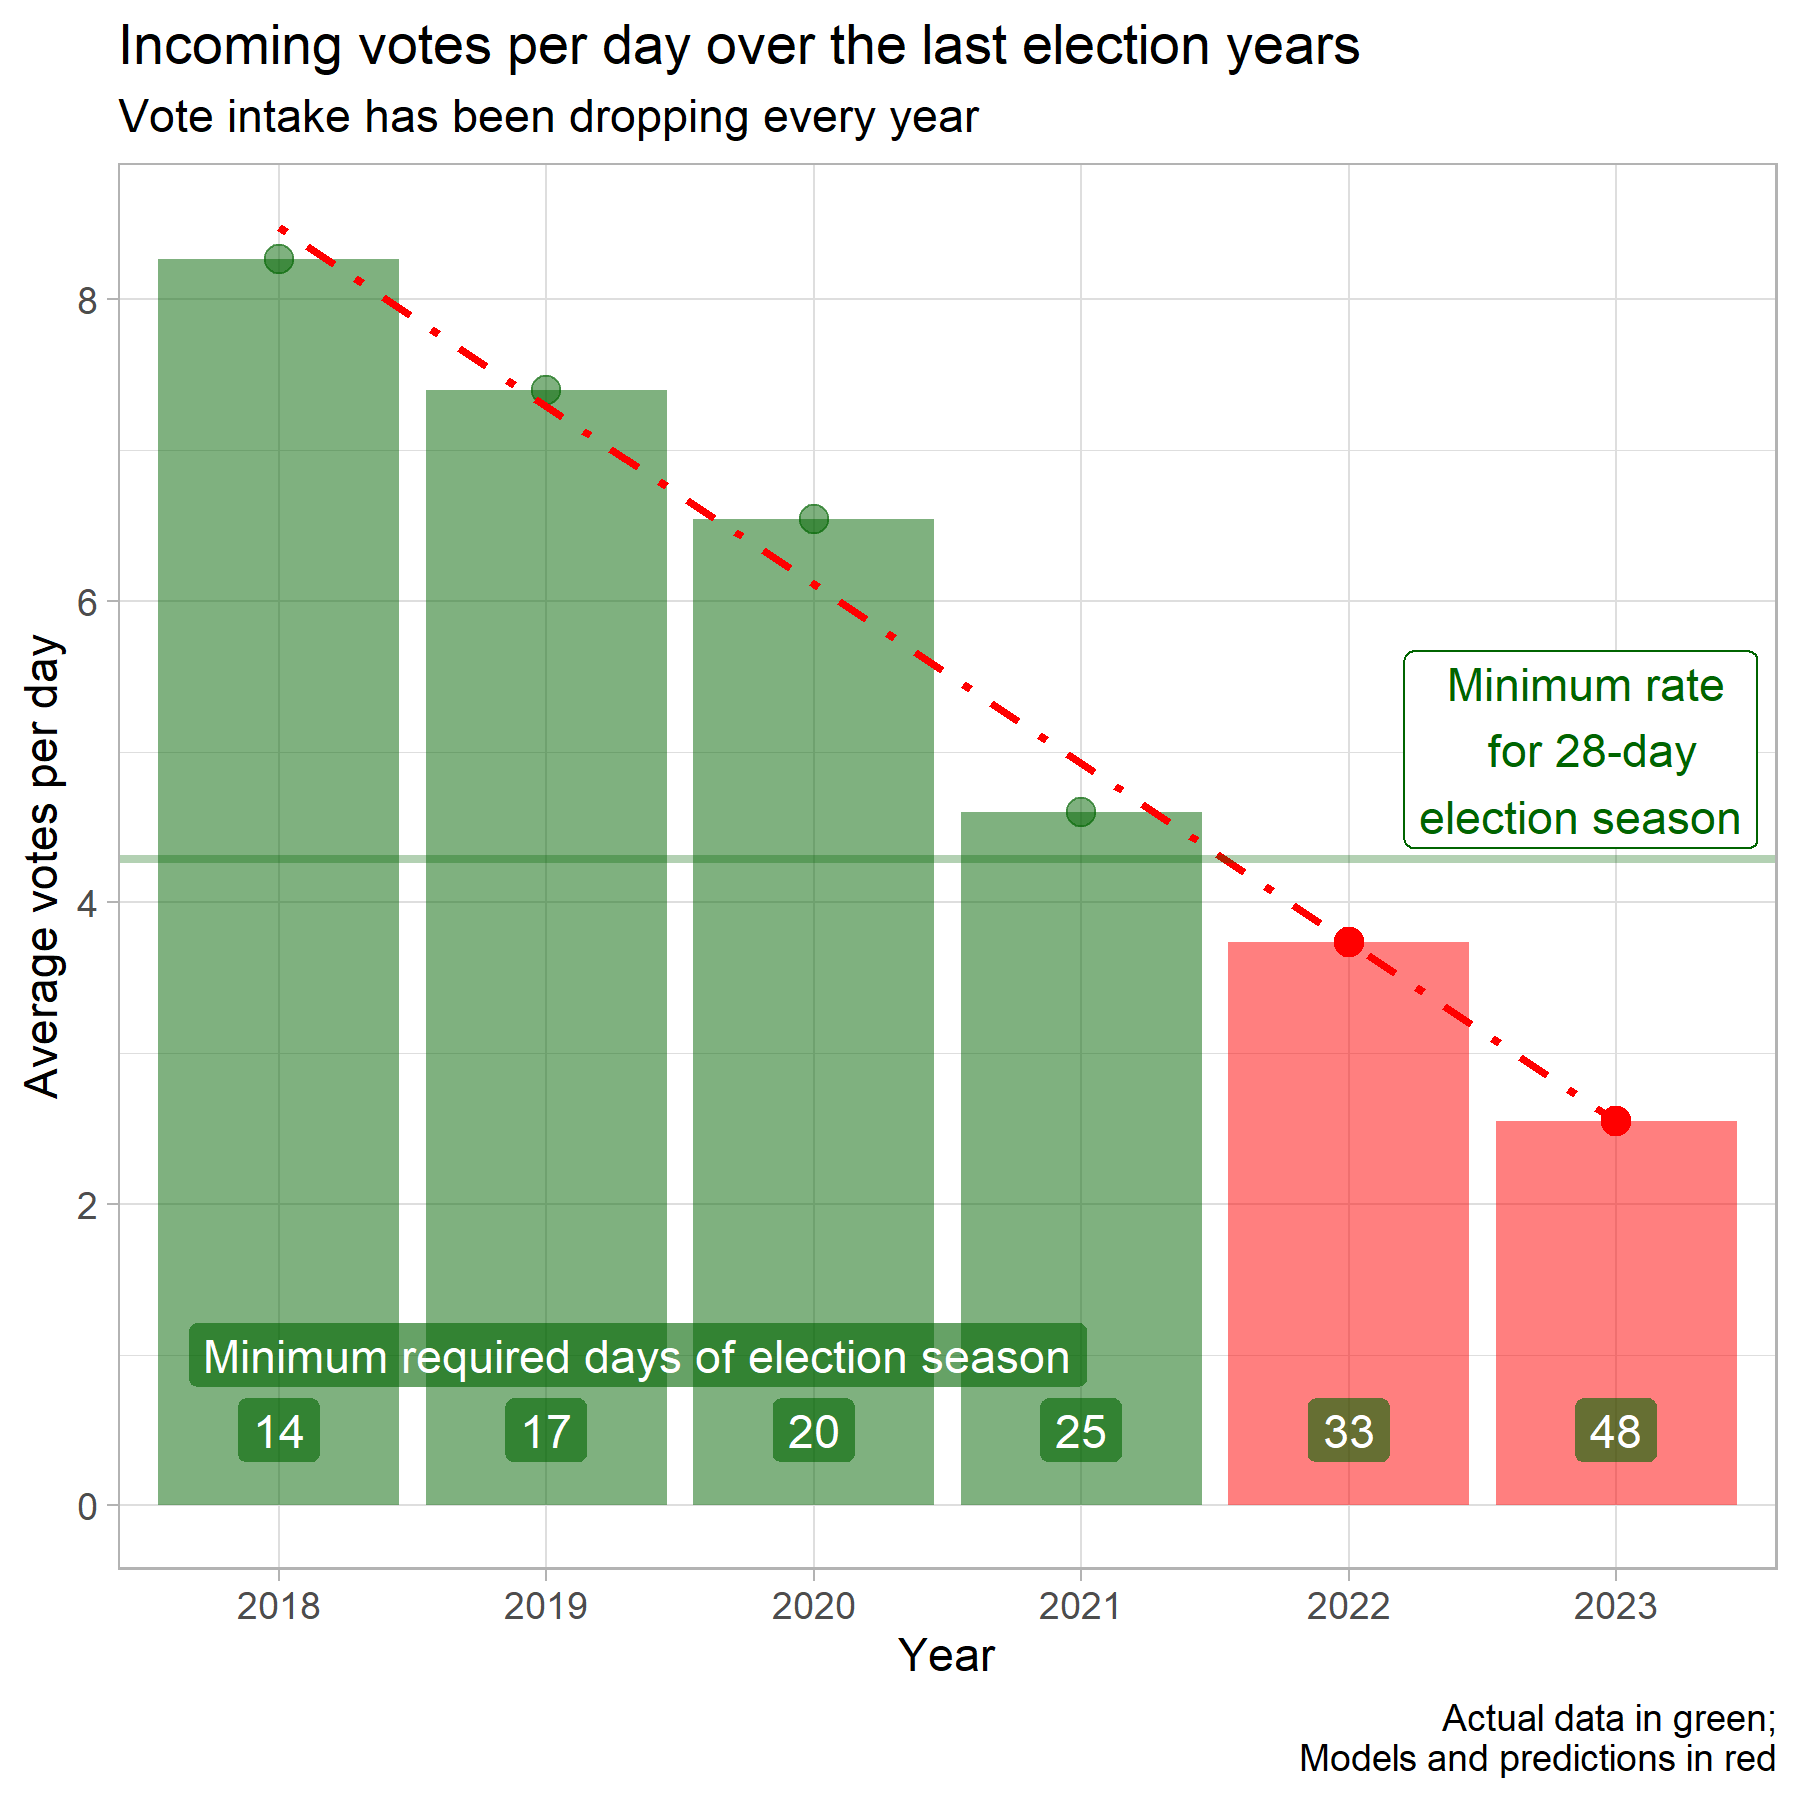 Incoming votes per day over the last election years
Vote intake has been dropping every year
Average votes per day
8
6
4
2
0
Minimum rate
for 28-day
election season
Minimum required days of election season
14 17 20 25 33 48
2018 2019 2020 2021 2022 2023
Year
Actual data in green;
Models and predictions in red